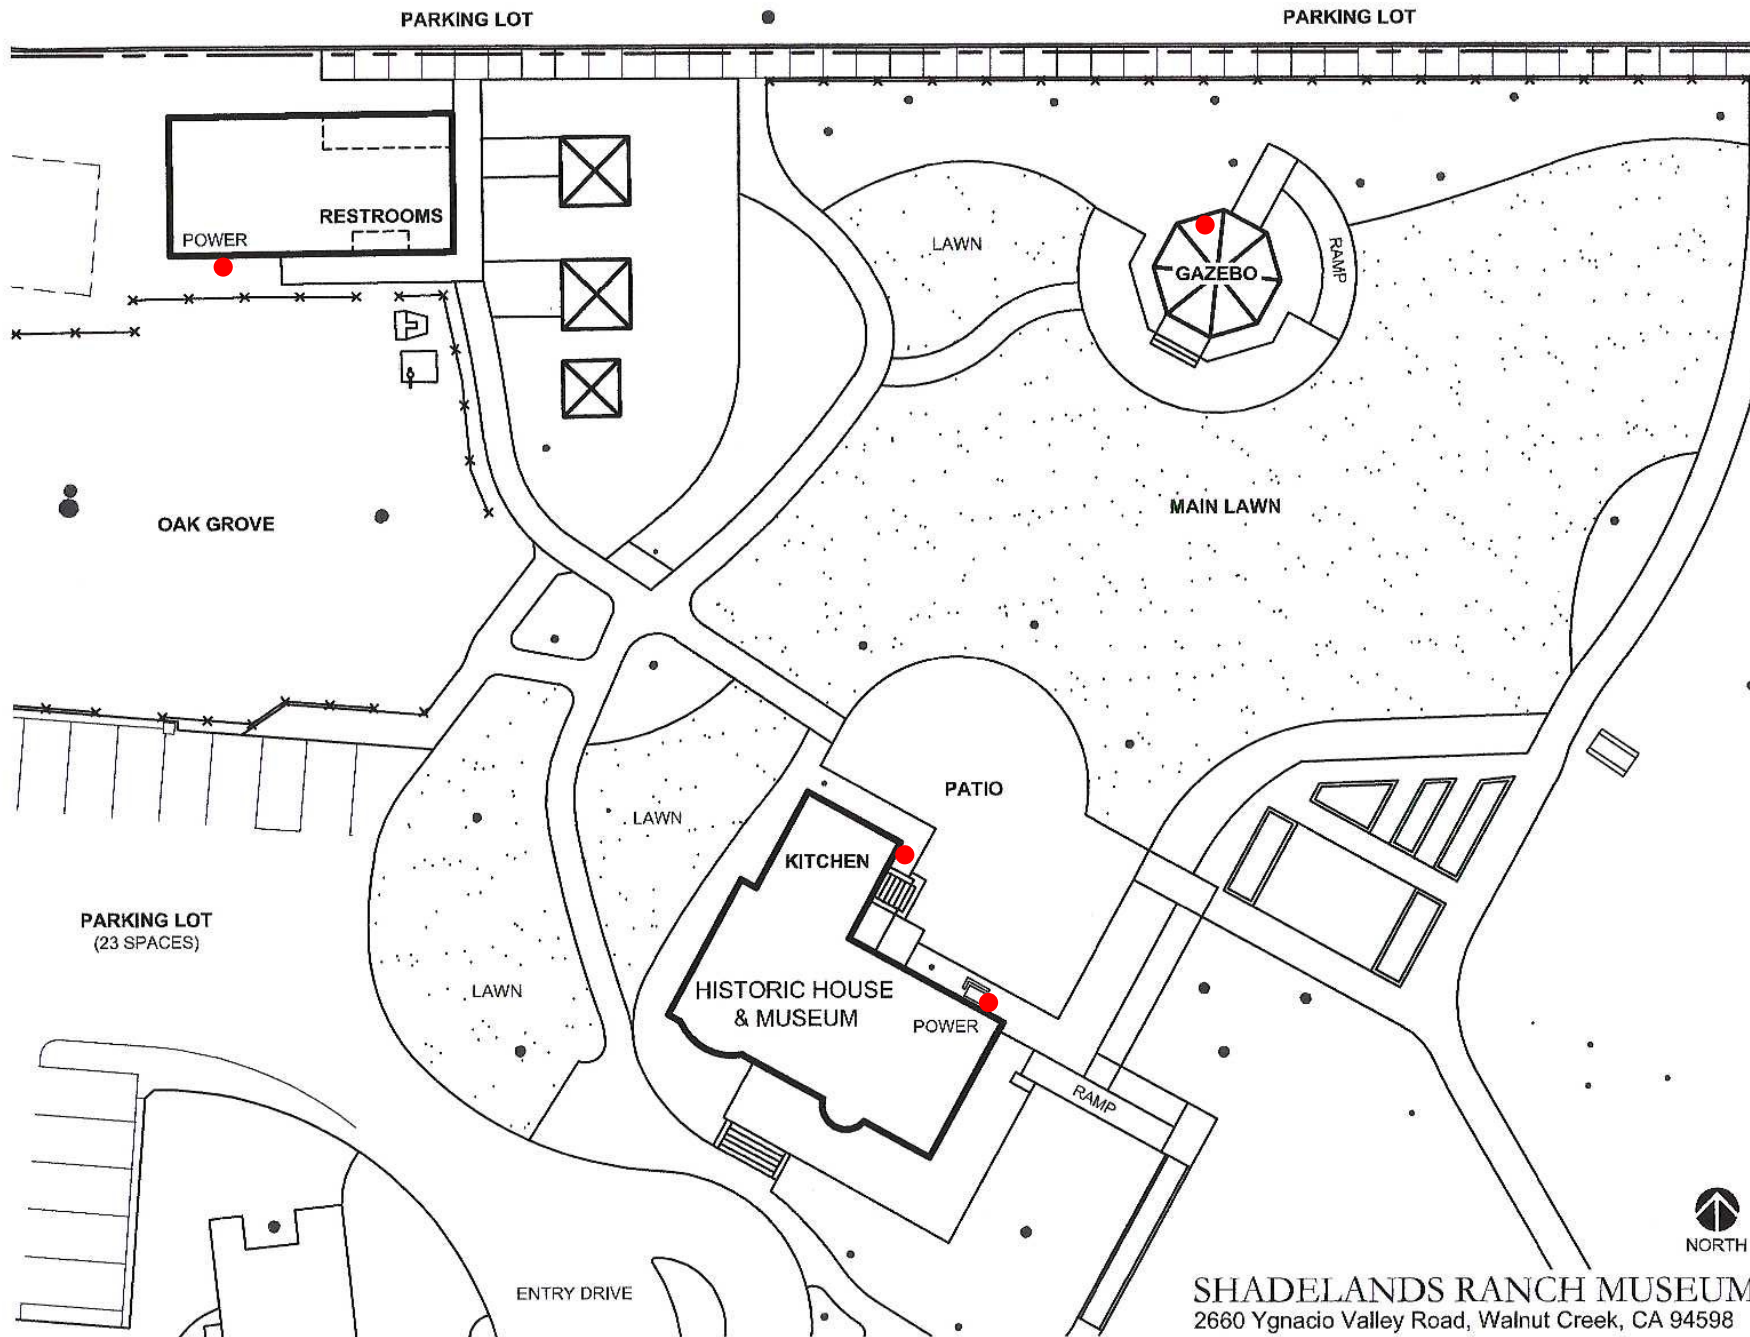 PARKING LOT
PARKING LOT
RESTROOMS
POWER
LAWN
RAMP
GAZEBO
OAK GROVE
MAIN LAWN
PATIO
LAWN
KITCHEN
PARKING LOT
(23 SPACES)
LAWN
HISTORIC HOUSE
& MUSEUM
POWER
RAMP
NORTH
ENTRY DRIVE
SHADELANDS RANCH MUSEUM
2660 Ygnacio Valley Road, Walnut Creek, CA 94598